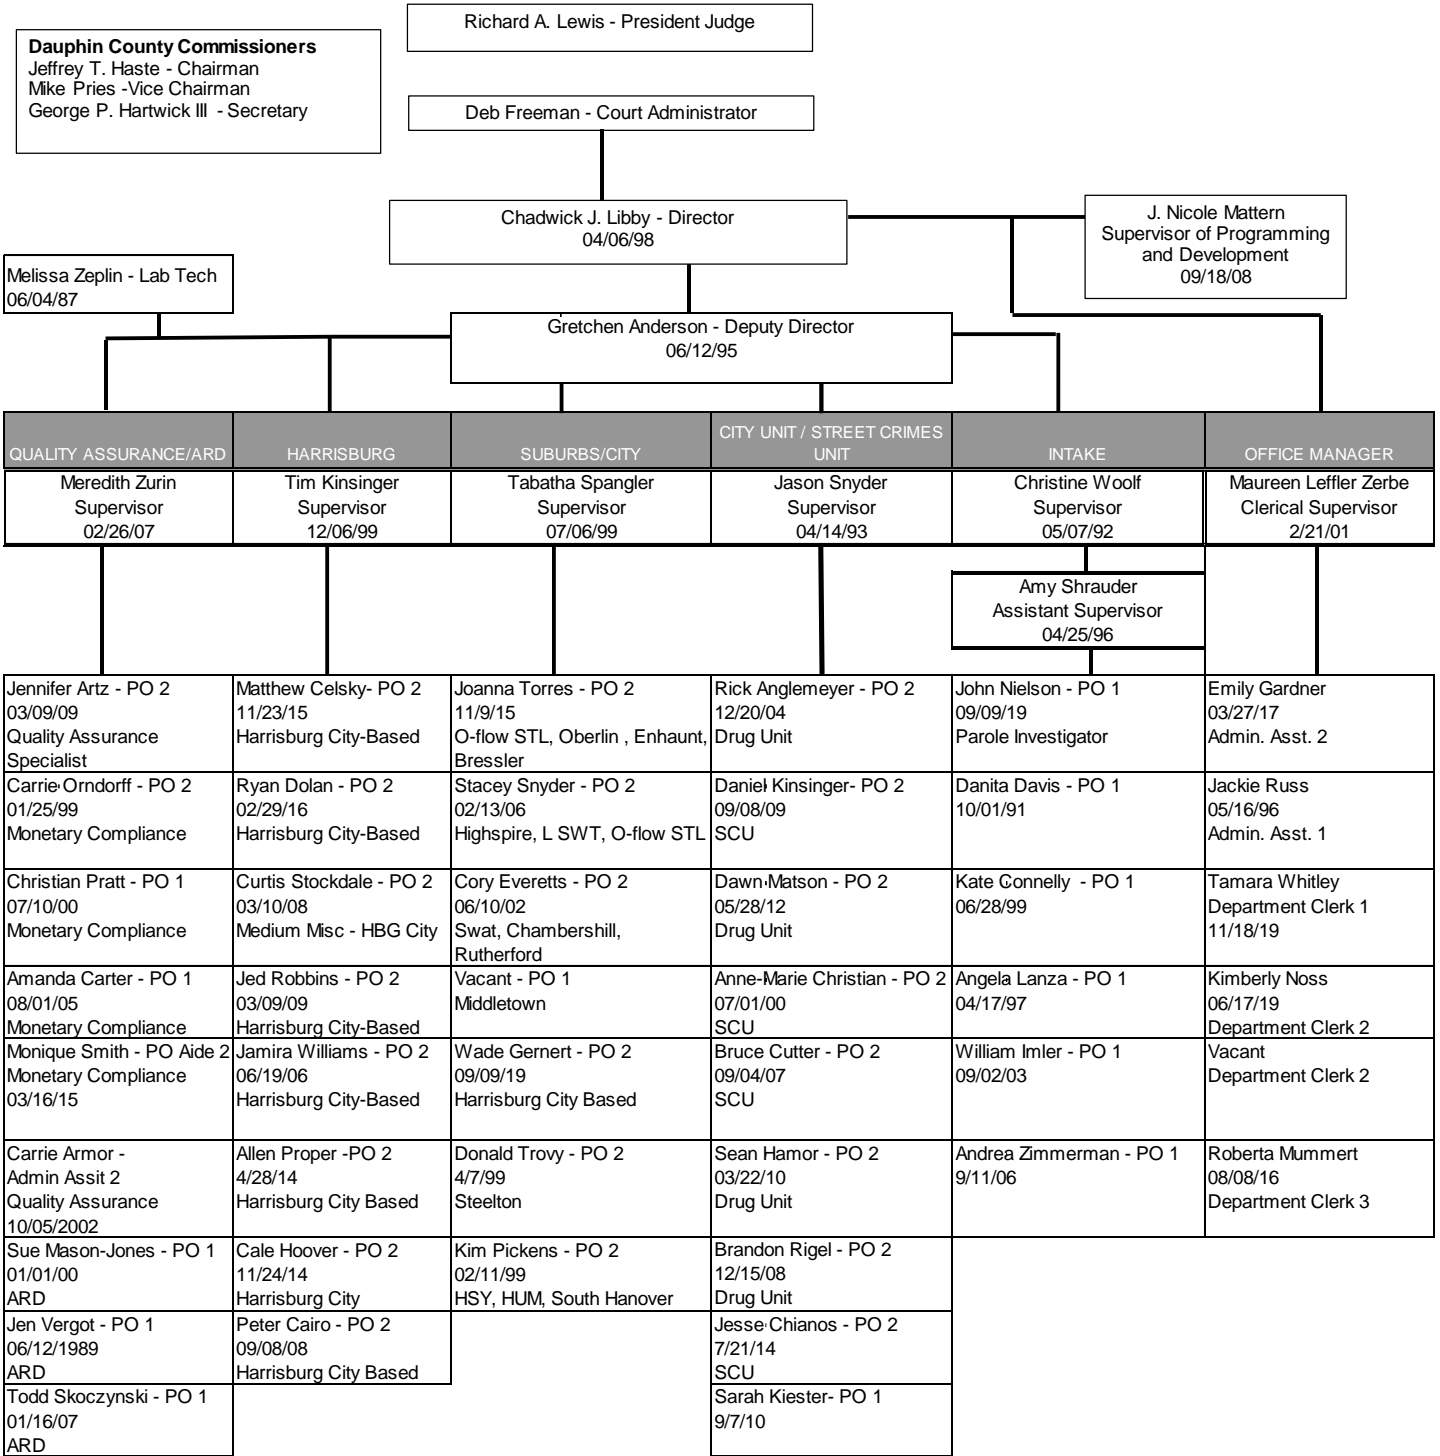 Richard A. Lewis - President Judge
Dauphin County Commissioners
Jeffrey T. Haste - Chairman
Mike Pries -Vice Chairman
George P. Hartwick III - Secretary
Deb Freeman - Court Administrator
Chadwick J. Libby - Director
04/06/98
J. Nicole Mattern
Supervisor of Programming
and Development
09/18/08
Melissa Zeplin - Lab Tech
06/04/87
Gretchen Anderson - Deputy Director
06/12/95
QUALITY ASSURANCE/ARD
Meredith Zurin
Supervisor
02/26/07
Jennifer Artz - PO 2
03/09/09
Quality Assurance
Specialist
Carrie Orndorff - PO 2
01/25/99
Monetary Compliance
Christian Pratt - PO 1
07/10/00
Monetary Compliance
Amanda Carter - PO 1
08/01/05
Monetary Compliance
Monique Smith - PO Aide 2
Monetary Compliance
03/16/15
Carrie Armor -
Admin Assit 2
Quality Assurance
10/05/2002
Sue Mason-Jones - PO 1
01/01/00
ARD
Jen Vergot - PO 1
06/12/1989
ARD
Todd Skoczynski - PO 1
01/16/07
ARD
HARRISBURG
Tim Kinsinger
Supervisor
12/06/99
Matthew Celsky- PO 2
11/23/15
Harrisburg City-Based
Ryan Dolan - PO 2
02/29/16
Harrisburg City-Based
Curtis Stockdale - PO 2
03/10/08
Medium Misc - HBG City
Jed Robbins - PO 2
03/09/09
Harrisburg City-Based
Jamira Williams - PO 2
06/19/06
Harrisburg City-Based
Allen Proper -PO 2
4/28/14
Harrisburg City Based
Cale Hoover - PO 2
11/24/14
Harrisburg City
Peter Cairo - PO 2
09/08/08
Harrisburg City Based
SUBURBS/CITY
Tabatha Spangler
Supervisor
07/06/99
Joanna Torres - PO 2
11/9/15
O-flow STL, Oberlin , Enhaunt,
Bressler
Stacey Snyder - PO 2
02/13/06
Highspire, L SWT, O-flow STL
Cory Everetts - PO 2
06/10/02
Swat, Chambershill,
Rutherford
Vacant - PO 1
Middletown
Wade Gernert - PO 2
09/09/19
Harrisburg City Based
Donald Trovy - PO 2
4/7/99
Steelton
Kim Pickens - PO 2
02/11/99
HSY, HUM, South Hanover
CITY UNIT / STREET CRIMES
UNIT
Jason Snyder
Supervisor
04/14/93
Rick Anglemeyer - PO 2
12/20/04
Drug Unit
Daniel Kinsinger- PO 2
09/08/09
SCU
Dawn Matson - PO 2
05/28/12
Drug Unit
Anne-Marie Christian - PO 2
07/01/00
SCU
Bruce Cutter - PO 2
09/04/07
SCU
Sean Hamor - PO 2
03/22/10
Drug Unit
Brandon Rigel - PO 2
12/15/08
Drug Unit
Jesse Chianos - PO 2
7/21/14
SCU
Sarah Kiester- PO 1
9/7/10
INTAKE
Christine Woolf
Supervisor
05/07/92
Amy Shrauder
Assistant Supervisor
04/25/96
John Nielson - PO 1
09/09/19
Parole Investigator
Danita Davis - PO 1
10/01/91
Kate Connelly - PO 1
06/28/99
Angela Lanza - PO 1
04/17/97
William Imler - PO 1
09/02/03
Andrea Zimmerman - PO 1
9/11/06
OFFICE MANAGER
Maureen Leffler Zerbe
Clerical Supervisor
2/21/01
Emily Gardner
03/27/17
Admin. Asst. 2
Jackie Russ
05/16/96
Admin. Asst. 1
Tamara Whitley
Department Clerk 1
11/18/19
Kimberly Noss
06/17/19
Department Clerk 2
Vacant
Department Clerk 2
Roberta Mummert
08/08/16
Department Clerk 3